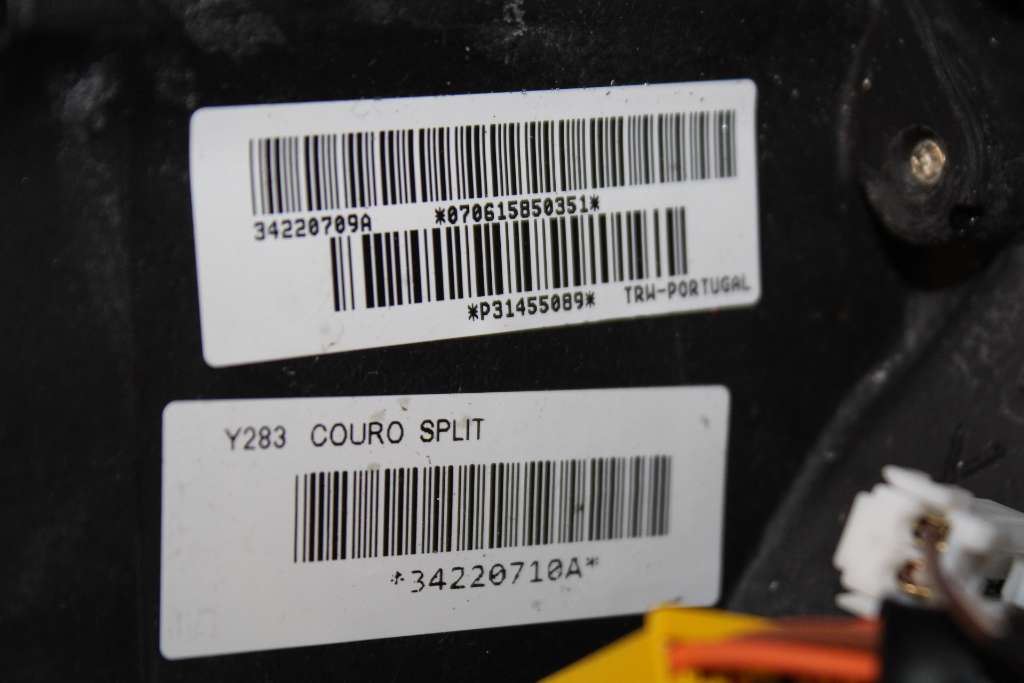 34220709A *070615850351*
*P31455089* TRW-PORTUGAL
Y283 COURO SPLIT
*34220710A*